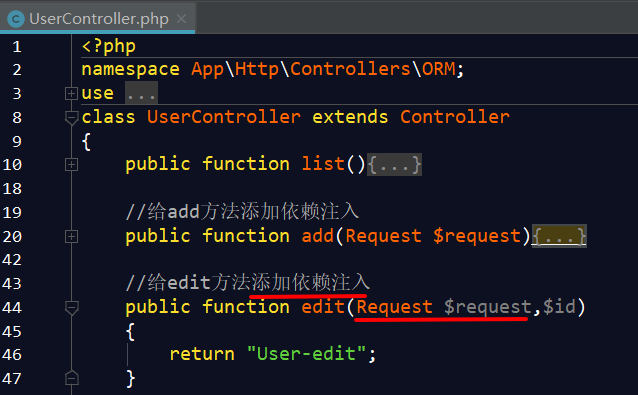 UserController.php ×
1 <?php
2 namespace App\Http\Controllers\ORM;
3 use ...
8 class UserController extends Controller
9 {
10 public function list(){...}
18
19 //给add方法添加依赖注入
20 public function add(Request $request){...}
42
43 //给edit方法添加依赖注入
44 public function edit(Request $request,$id)
45 {
46 return "User-edit";
47 }